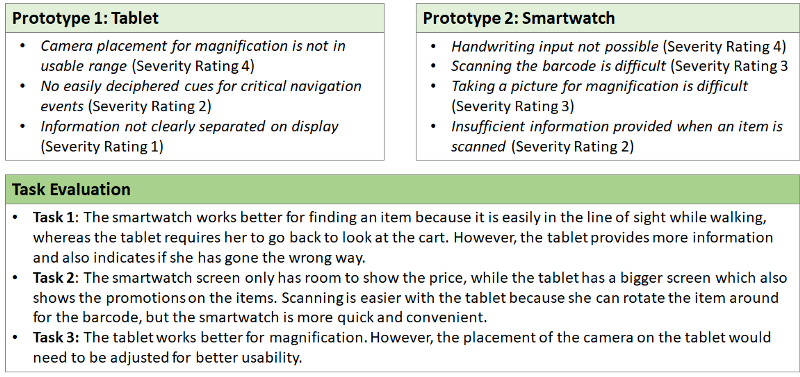 Prototype 1: Tablet
• Camera placement for magnification is not in
usable range (Severity Rating 4)
• No easily deciphered cues for critical navigation
events (Severity Rating 2)
• Information not clearly separated on display
(Severity Rating 1)
Prototype 2: Smartwatch
• Handwriting input not possible (Severity Rating 4)
• Scanning the barcode is difficult (Severity Rating 3
• Taking a picture for magnification is difficult
(Severity Rating 3)
• Insufficient information provided when an item is
scanned (Severity Rating 2)
Task Evaluation
• Task 1: The smartwatch works better for finding an item because it is easily in the line of sight while walking,
whereas the tablet requires her to go back to look at the cart. However, the tablet provides more information
and also indicates if she has gone the wrong way.
• Task 2: The smartwatch screen only has room to show the price, while the tablet has a bigger screen which also
shows the promotions on the items. Scanning is easier with the tablet because she can rotate the item around
for the barcode, but the smartwatch is more quick and convenient.
• Task 3: The tablet works better for magnification. However, the placement of the camera on the tablet would
need to be adjusted for better usability.